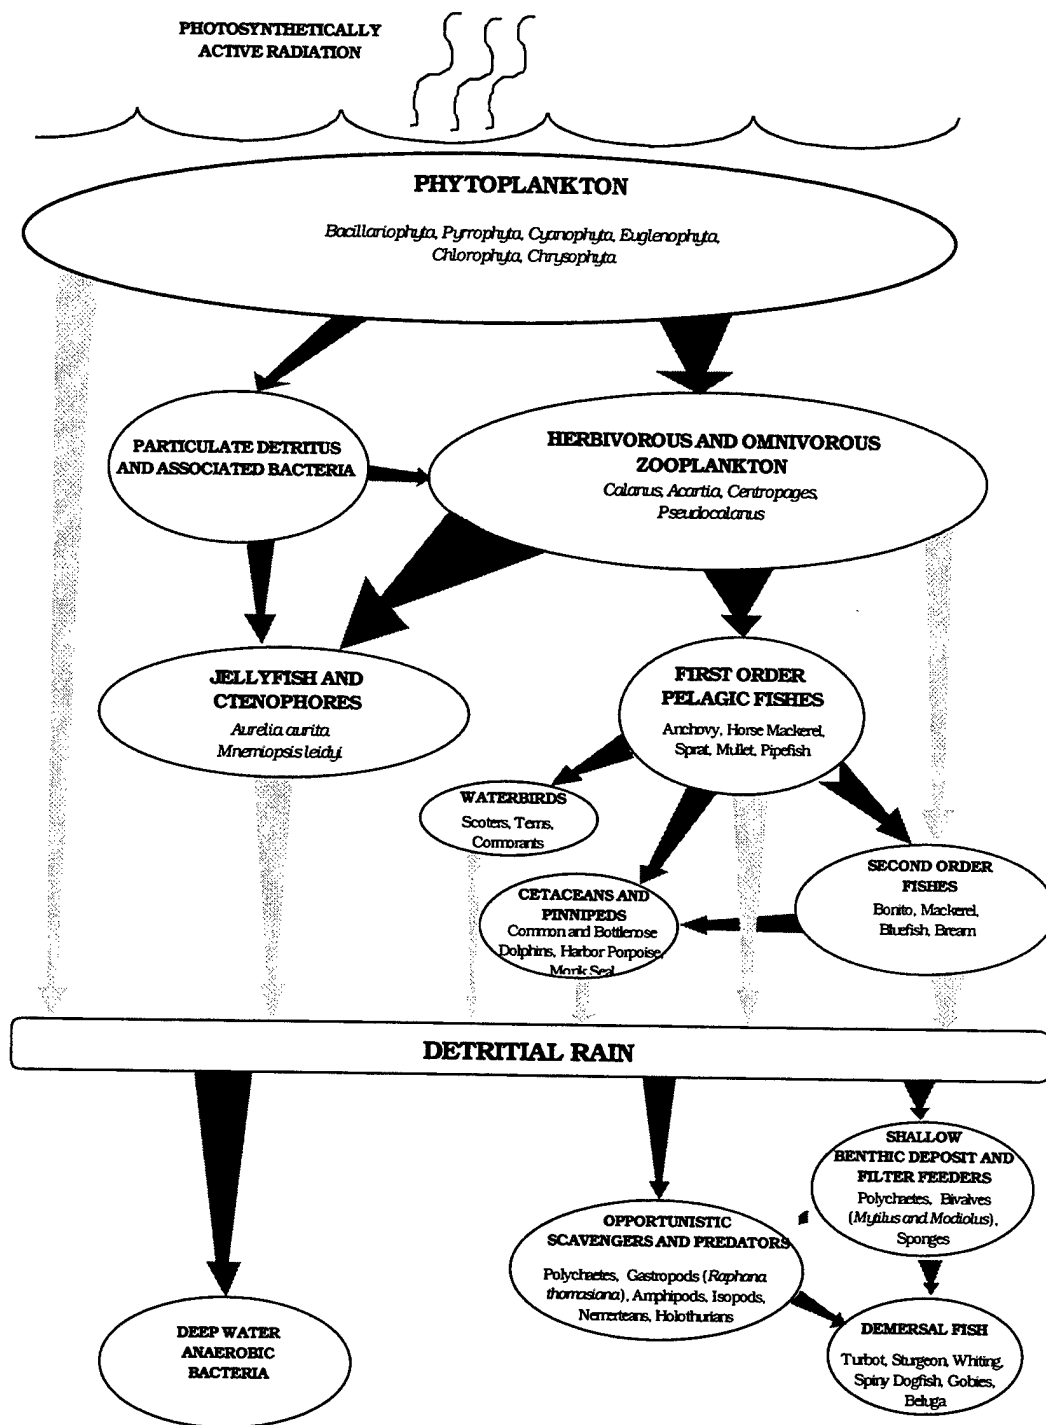 PHOTOSYNTHETICALLY
ACTIVE RADIATION
PHYTOPLANKTON
Bacillariophyta, Pyrrophyta, Cyanophyta, Euglenophyta,
Chlorophyta, Chrysophyta
PARTICULATE DETRITUS
AND ASSOCIATED BACTERIA
HERBIVOROUS AND OMNIVOROUS
ZOOPLANKTON
Calanus, Acartia, Centropages,
Pseudocalanus
JELLYFISH AND
CTENOPHORES
Aurelia aurita
Mnemiopsis leidyi
FIRST ORDER
PELAGIC FISHES
Anchovy, Horse Mackerel,
Sprat, Mullet, Pipefish
WATERBIRDS
Scoters, Terns,
Cormorants
CETACEANS AND
PINNIPEDS
Common and Bottlenose
Dolphins, Harbor Porpoise,
Monk Seal
SECOND ORDER
FISHES
Bonito, Mackerel,
Bluefish, Bream
DETRITIAL RAIN
SHALLOW
BENTHIC DEPOSIT AND
FILTER FEEDERS
Polychaetes, Bivalves
(Mytilus and Modiolus),
Sponges
OPPORTUNISTIC
SCAVENGERS AND PREDATORS
Polychaetes, Gastropods (Raphana
thomasiana), Amphipods, Isopods,
Nemerteans, Holothurians
DEEP WATER
ANAEROBIC
BACTERIA
DEMERSAL FISH
Turbot, Sturgeon, Whiting,
Spiny Dogfish, Gobies,
Beluga